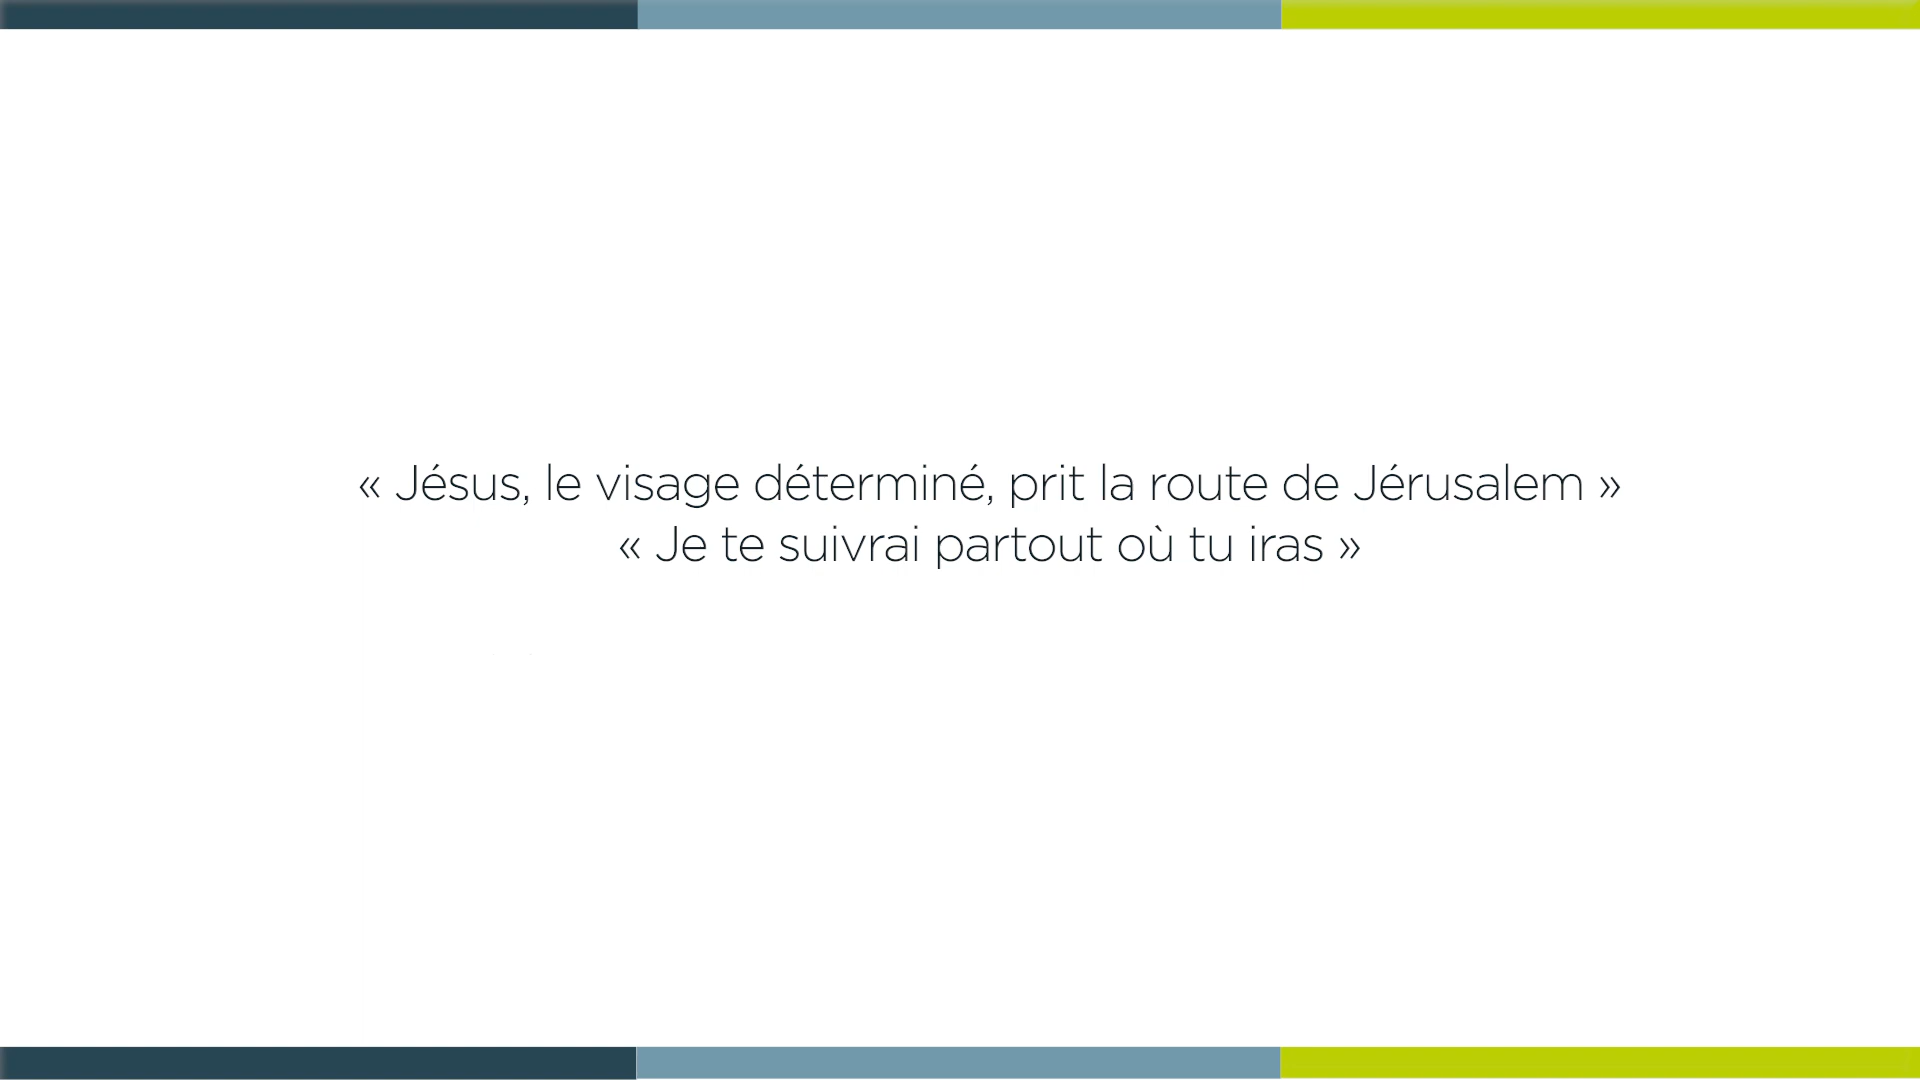 « Jésus, le visage déterminé, prit la route de Jérusalem »
« Je te suivrai partout où tu iras »